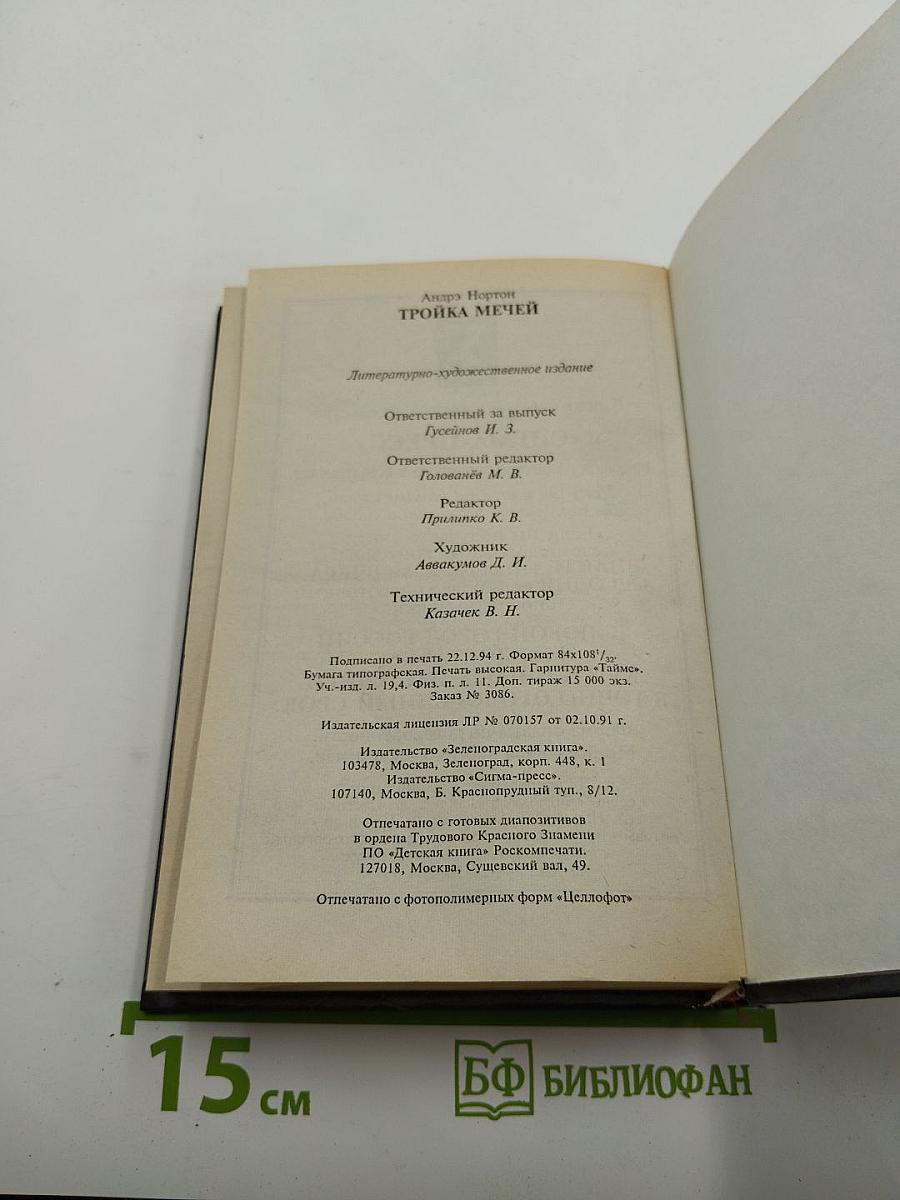 Андрэ Нортон
ТРОЙКА МЕЧЕЙ
Литературно-художественное издание
Ответственный за выпуск
Гусейнов И. З.
Ответственный редактор
Голованёв М. В.
Редактор
Прилипко К. В.
Художник
Аввакумов Д. И.
Технический редактор
Казачек В. Н.
Подписано в печать 22.12.94 г. Формат 84х108¹/₃₂.
Бумага типографская. Печать высокая. Гарнитура «Таймс».
Уч.-изд. л. 19,4. Физ. п. л. 11. Доп. тираж 15 000 экз.
Заказ № 3086.
Издательская лицензия ЛР № 070157 от 02.10.91 г.
Издательство «Зеленоградская книга».
103478, Москва, Зеленоград, корп. 448, к. 1
Издательство «Сигма-пресс».
107140, Москва, Б. Краснопрудный туп., 8/12.
Отпечатано с готовых диапозитивов
в ордена Трудового Красного Знамени
ПО «Детская книга» Роскомпечати.
127018, Москва, Сущевский вал, 49.
Отпечатано с фотополимерных форм «Целлофот»
15 см
БФ БИБЛИОФАН